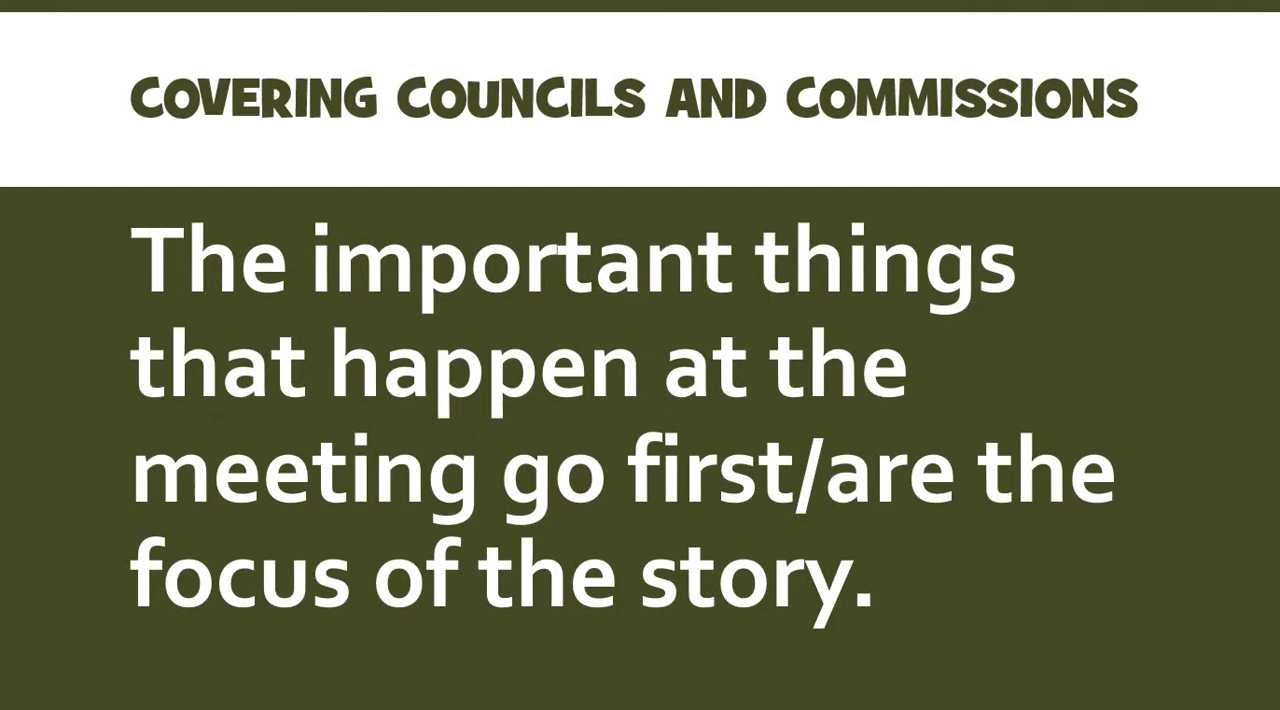 COVERING COUNCILS AND COMMISSIONS
The important things
that happen at the
meeting go first/are the
focus of the story.